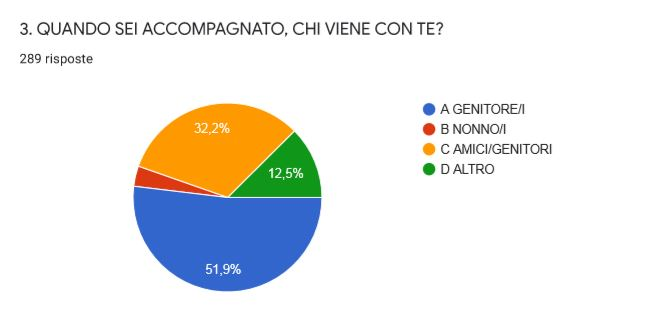 3. QUANDO SEI ACCOMPAGNATO, CHI VIENE CON TE?
289 risposte
32,2%
12,5%
51,9%
A GENITORE/I
B NONNO/I
C AMICI/GENITORI
D ALTRO